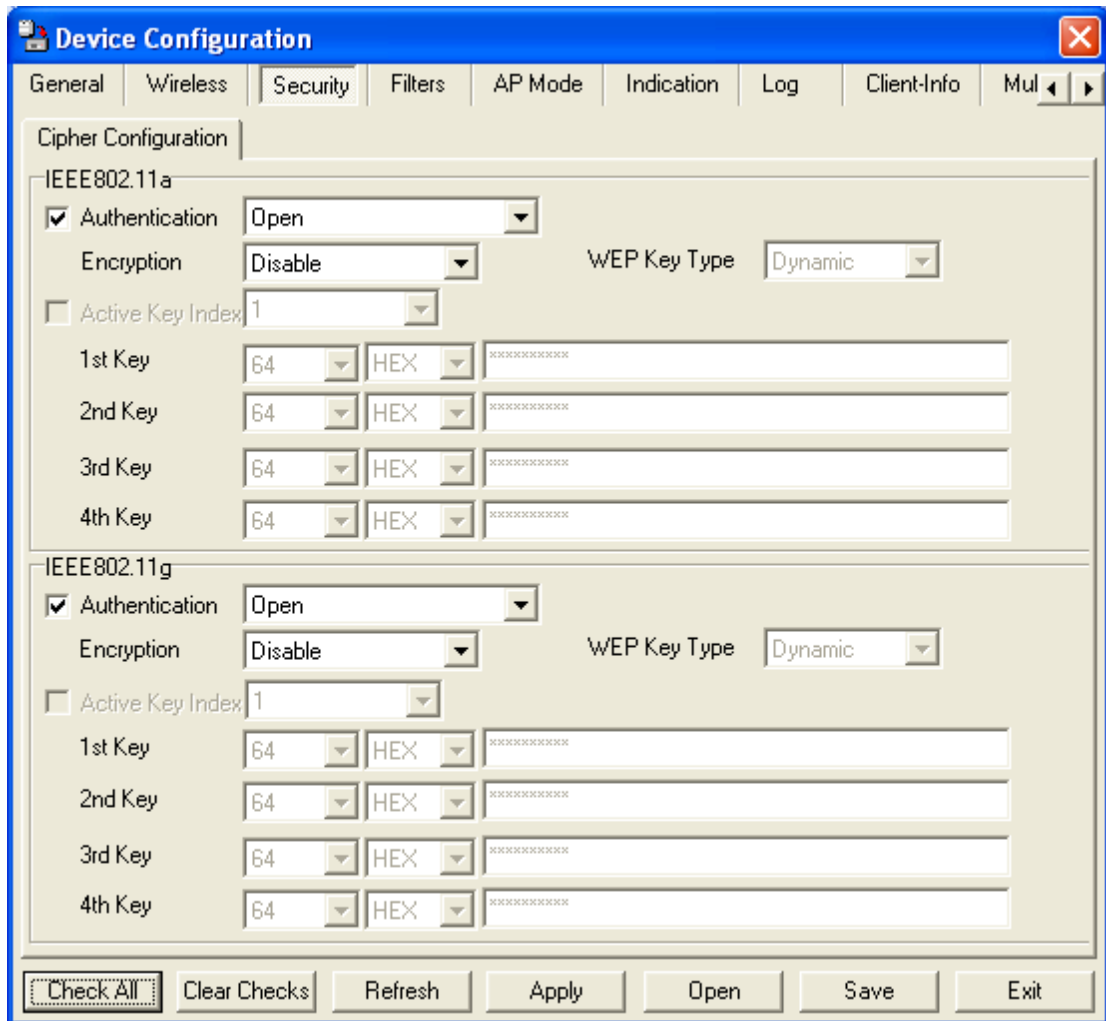 Device Configuration
General Wireless Security Filters AP Mode Indication Log Client-Info Mul
Cipher Configuration
IEEE802.11a
Authentication Open
Encryption Disable WEP Key Type Dynamic
Active Key Index 1
1st Key 64 HEX **********
2nd Key 64 HEX **********
3rd Key 64 HEX **********
4th Key 64 HEX **********
IEEE802.11g
Authentication Open
Encryption Disable WEP Key Type Dynamic
Active Key Index 1
1st Key 64 HEX **********
2nd Key 64 HEX **********
3rd Key 64 HEX **********
4th Key 64 HEX **********
Check All Clear Checks Refresh Apply Open Save Exit